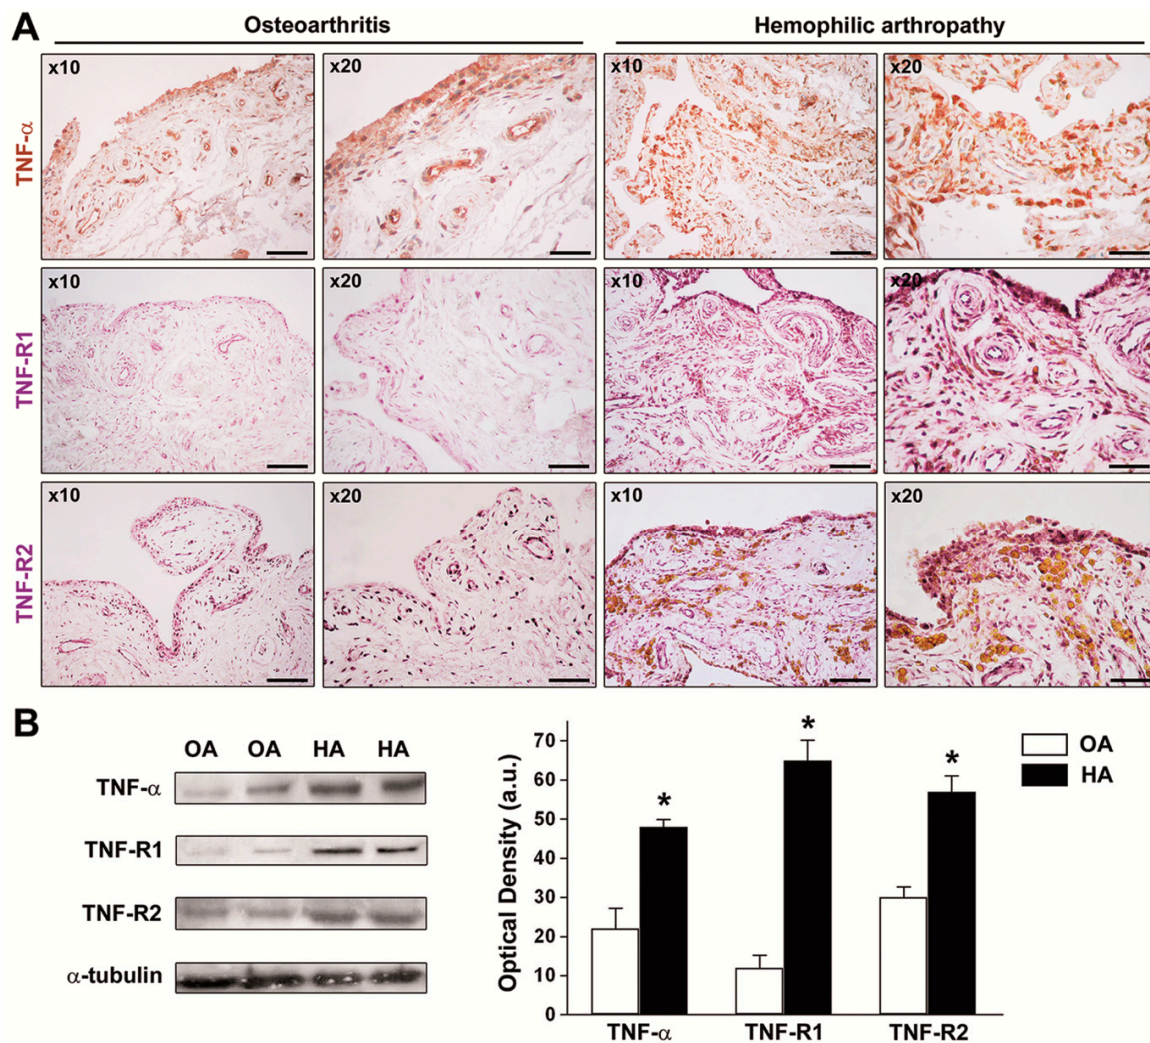 A
Osteoarthritis
Hemophilic arthropathy
TNF-α
x10
x20
x10
x20
TNF-R1
x10
x20
x10
x20
TNF-R2
x10
x20
x10
x20
B
OA OA HA HA
TNF-α
TNF-R1
TNF-R2
α-tubulin
Optical Density (a.u.)
70
60
50
40
30
20
10
0
*
*
*
TNF-α
TNF-R1
TNF-R2
OA
HA